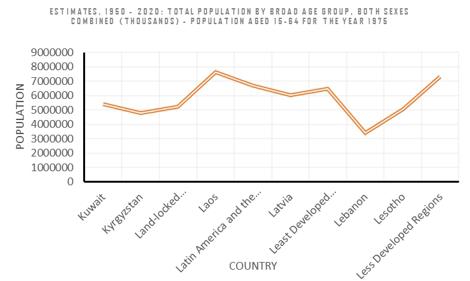 ESTIMATES, 1950 - 2020: TOTAL POPULATION BY BROAD AGE GROUP, BOTH SEXES
COMBINED (THOUSANDS) - POPULATION AGED 15-64 FOR THE YEAR 1975
9000000
8000000
7000000
6000000
5000000
4000000
3000000
2000000
1000000
0
POPULATION
Kuwait
Kyrgyzstan
Land-locked...
Laos
Latin America and the...
Latvia
Least Developed...
Lebanon
Lesotho
Less Developed Regions
COUNTRY